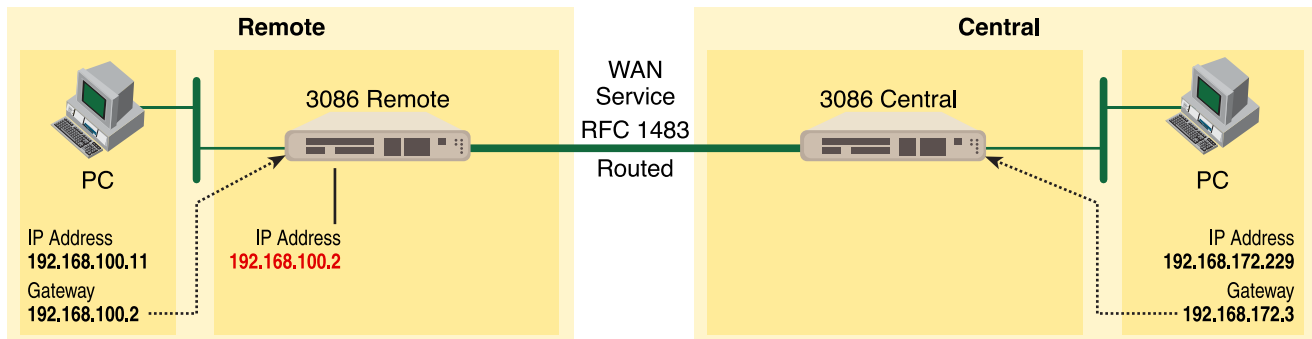 Remote
PC
IP Address
192.168.100.11
Gateway
192.168.100.2
3086 Remote
IP Address
192.168.100.2
WAN
Service
RFC 1483
Routed
Central
3086 Central
PC
IP Address
192.168.172.229
Gateway
192.168.172.3